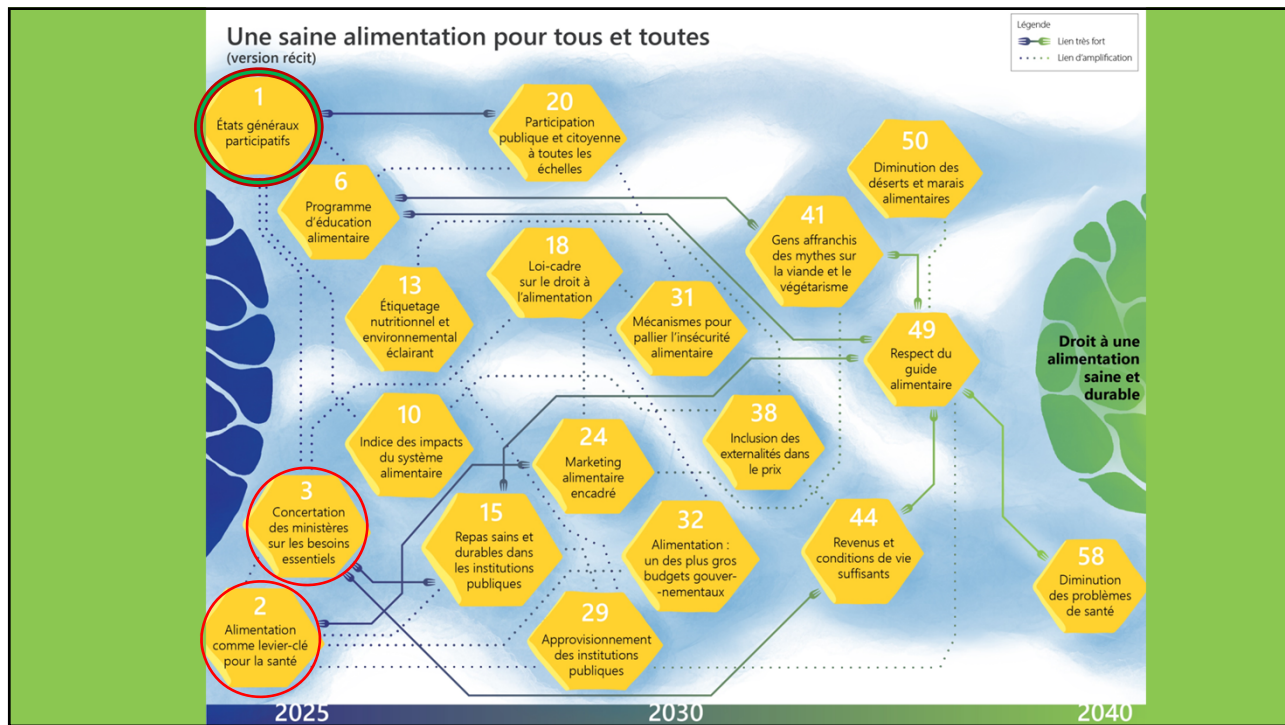 Une saine alimentation pour tous et toutes
(version récit)
Légende
Lien très fort
Lien d'amplification
1
États généraux
participatifs
20
Participation
publique et citoyenne
à toutes les
échelles
50
Diminution des
déserts et marais
alimentaires
6
Programme
d'éducation
alimentaire
41
Gens affranchis
des mythes sur
la viande et le
végétarisme
18
Loi-cadre
sur le droit à
l'alimentation
13
Étiquetage
nutritionnel et
environnemental
éclairant
31
Mécanismes pour
pallier l'insécurité
alimentaire
49
Respect du
guide
alimentaire
Droit à une
alimentation
saine et
durable
10
Indice des impacts
du système
alimentaire
24
Marketing
alimentaire
encadré
38
Inclusion des
externalités dans
le prix
3
Concertation
des ministères
sur les besoins
essentiels
15
Repas sains et
durables dans
les institutions
publiques
32
Alimentation :
un des plus gros
budgets gouver-
-nementaux
44
Revenus et
conditions de vie
suffisants
58
Diminution
des problèmes
de santé
2
Alimentation
comme levier-clé
pour la santé
29
Approvisionnement
des institutions
publiques
2025
2030
2040